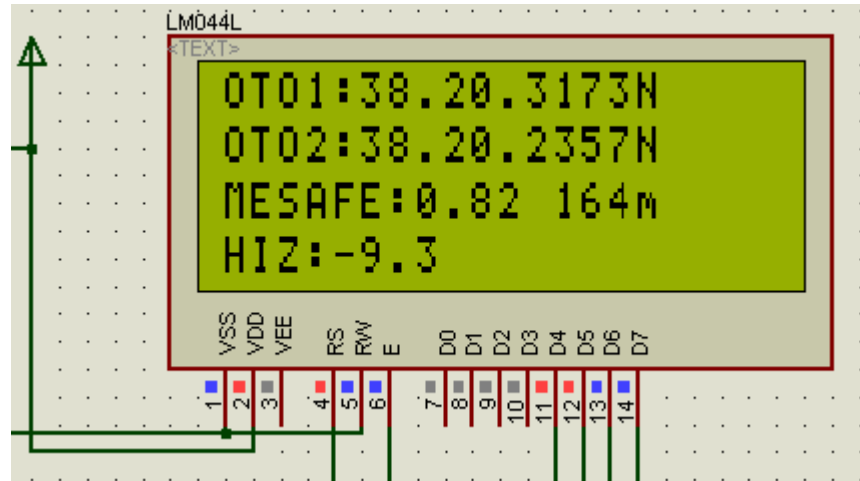 LM044L
<TEXT>
OTO1:38.20.3173N
OTO2:38.20.2357N
MESAFE:0.82 164m
HIZ:-9.3
VSS VDD VEE RS RW E D0 D1 D2 D3 D4 D5 D6 D7
1 2 3 4 5 6 7 8 9 10 11 12 13 14